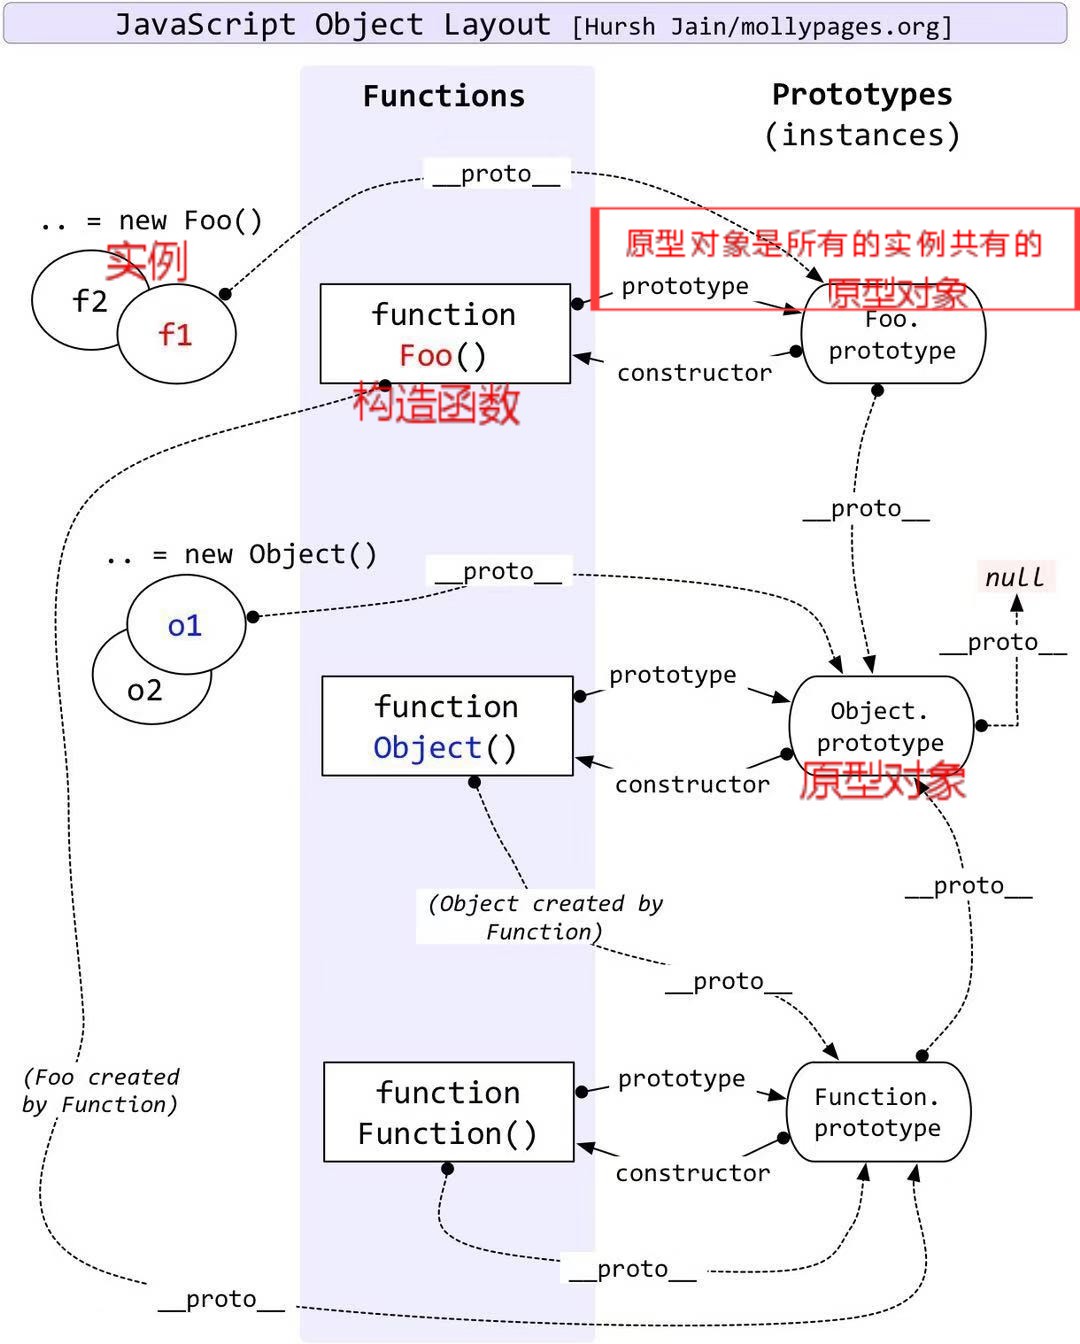 JavaScript Object Layout [Hursh Jain/mollypages.org]
Functions
Prototypes
(instances)
__proto__
.. = new Foo()
实例
f2
f1
原型对象是所有的实例共有的
prototype
原型对象
function
Foo()
Foo.
prototype
constructor
构造函数
__proto__
.. = new Object()
__proto__
null
__proto__
o1
o2
prototype
function
Object()
Object.
prototype
constructor
原型对象
__proto__
(Object created by
Function)
__proto__
(Foo created
by Function)
prototype
function
Function()
Function.
prototype
constructor
__proto__
__proto__